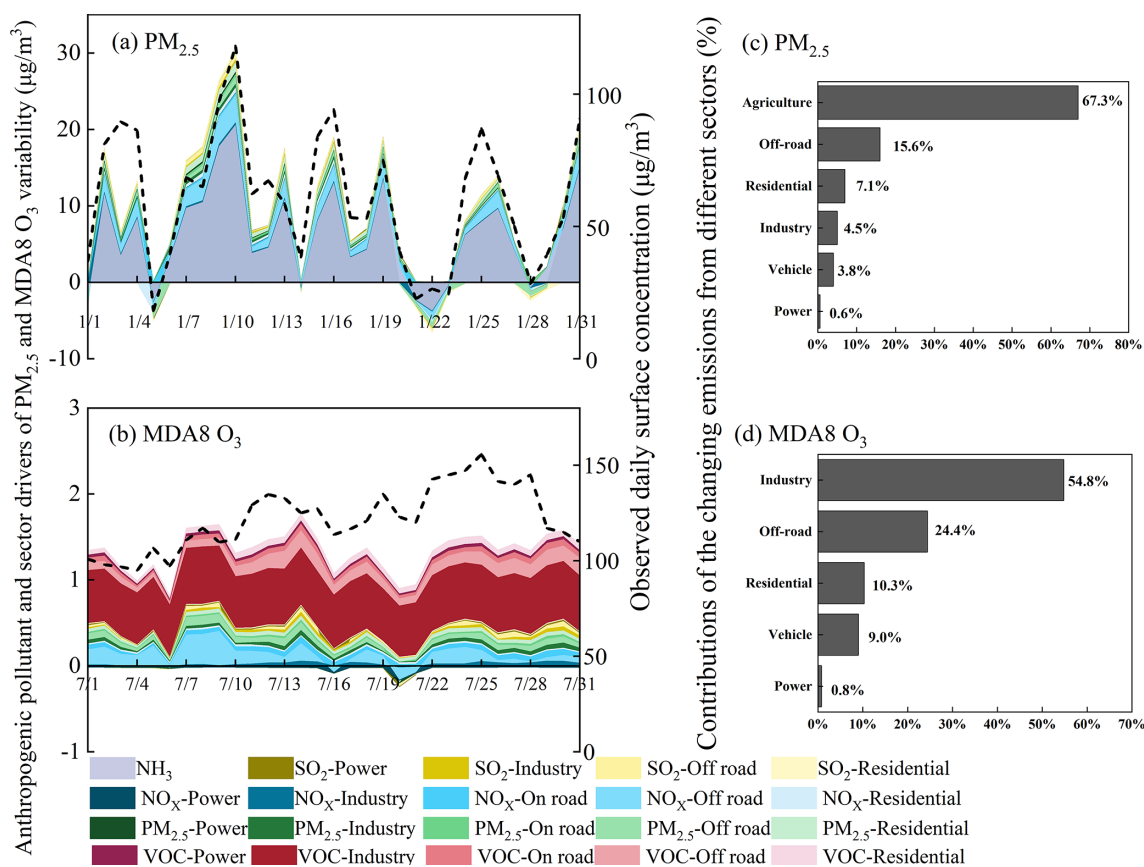 Anthropogenic pollutant and sector drivers of PM2.5 and MDA8 O3 variability (μg/m3)
(a) PM2.5
30
20
10
0
-10
1/1
1/4
1/7
1/10
1/13
1/16
1/19
1/22
1/25
1/28
1/31
100
50
0
(b) MDA8 O3
3
2
1
0
-1
7/1
7/4
7/7
7/10
7/13
7/16
7/19
7/22
7/25
7/28
7/31
150
100
50
0
Observed daily surface concentration (μg/m3)
Contributions of the changing emissions from different sectors (%)
(c) PM2.5
Agriculture 67.3%
Off-road 15.6%
Residential 7.1%
Industry 4.5%
Vehicle 3.8%
Power 0.6%
0% 10% 20% 30% 40% 50% 60% 70% 80%
(d) MDA8 O3
Industry 54.8%
Off-road 24.4%
Residential 10.3%
Vehicle 9.0%
Power 0.8%
0% 10% 20% 30% 40% 50% 60% 70%
NH3 SO2-Power SO2-Industry SO2-Off road SO2-Residential
NOX-Power NOX-Industry NOX-On road NOX-Off road NOX-Residential
PM2.5-Power PM2.5-Industry PM2.5-On road PM2.5-Off road PM2.5-Residential
VOC-Power VOC-Industry VOC-On road VOC-Off road VOC-Residential